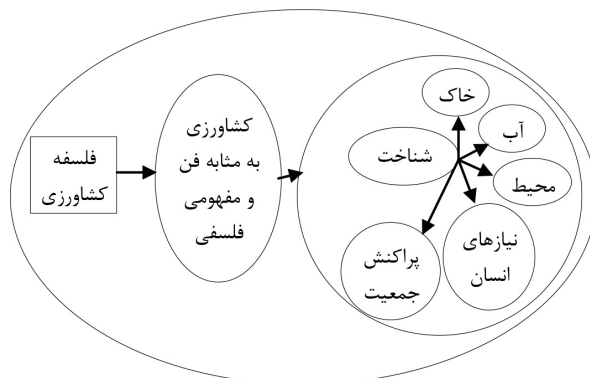 فلسفه
کشاورزی
کشاورزی
به مثابه فن
و مفهومی
فلسفی
شناخت
خاک
آب
محیط
نیازهای
انسان
پراکنش
جمعیت